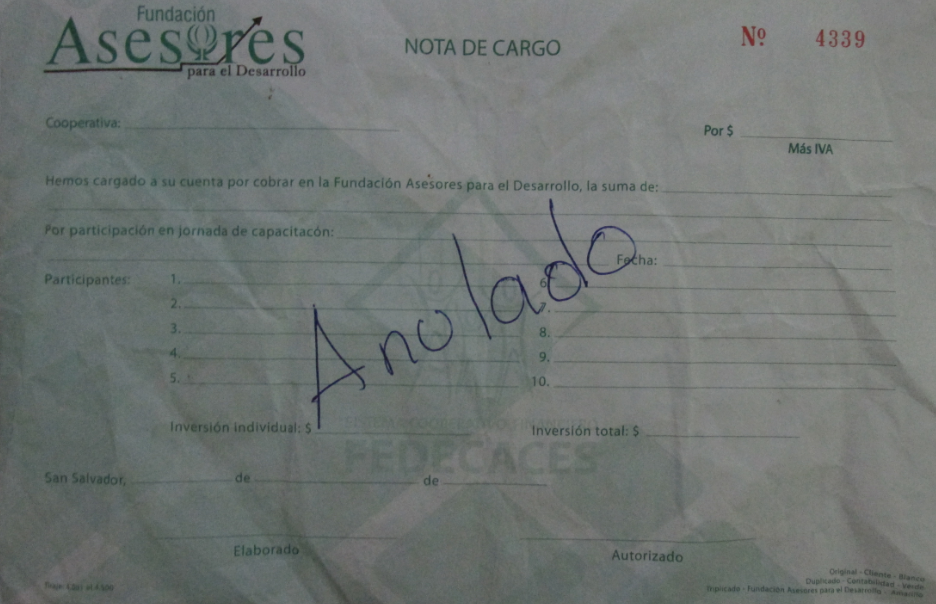 Fundación
Asesores
para el Desarrollo
NOTA DE CARGO
Nº 4339
Cooperativa:
Por $
Más IVA
Hemos cargado a su cuenta por cobrar en la Fundación Asesores para el Desarrollo, la suma de:
Por participación en jornada de capacitacón:
Fecha:
Participantes: 1. 6.
2. 7.
3. 8.
4. 9.
5. 10.
Anolado
Inversión individual: $ Inversión total: $
FEDECACES
San Salvador, de de
Elaborado Autorizado
Original - Cliente - Blanco
Duplicado - Contabilidad - Verde
Triplicado - Fundación Asesores para el Desarrollo - Amarillo